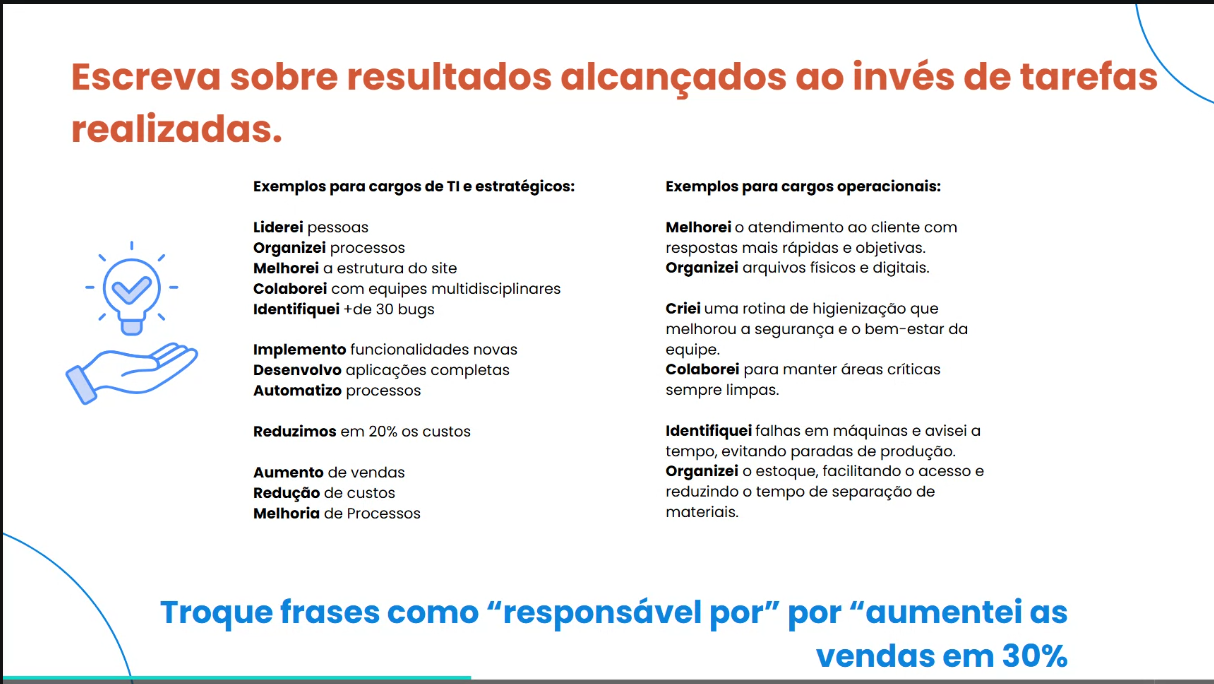 Escreva sobre resultados alcançados ao invés de tarefas
realizadas.
Exemplos para cargos de TI e estratégicos:
Liderei pessoas
Organizei processos
Melhorei a estrutura do site
Colaborei com equipes multidisciplinares
Identifiquei +de 30 bugs
Implemento funcionalidades novas
Desenvolvo aplicações completas
Automatizo processos
Reduzimos em 20% os custos
Aumento de vendas
Redução de custos
Melhoria de Processos
Exemplos para cargos operacionais:
Melhorei o atendimento ao cliente com
respostas mais rápidas e objetivas.
Organizei arquivos físicos e digitais.
Criei uma rotina de higienização que
melhorou a segurança e o bem-estar da
equipe.
Colaborei para manter áreas críticas
sempre limpas.
Identifiquei falhas em máquinas e avisei a
tempo, evitando paradas de produção.
Organizei o estoque, facilitando o acesso e
reduzindo o tempo de separação de
materiais.
Troque frases como “responsável por” por “aumentei as
vendas em 30%